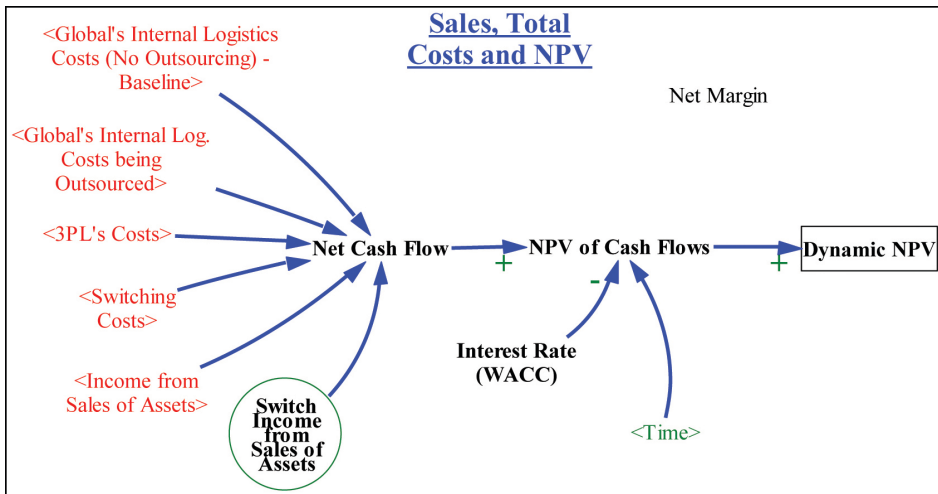 Sales, Total
Costs and NPV
<Global's Internal Logistics
Costs (No Outsourcing) -
Baseline>
Net Margin
<Global's Internal Log.
Costs being
Outsourced>
<3PL's Costs>
Net Cash Flow
+
NPV of Cash Flows
+
Dynamic NPV
-
<Switching
Costs>
Interest Rate
(WACC)
<Income from
Sales of Assets>
Switch
Income
from
Sales of
Assets
<Time>